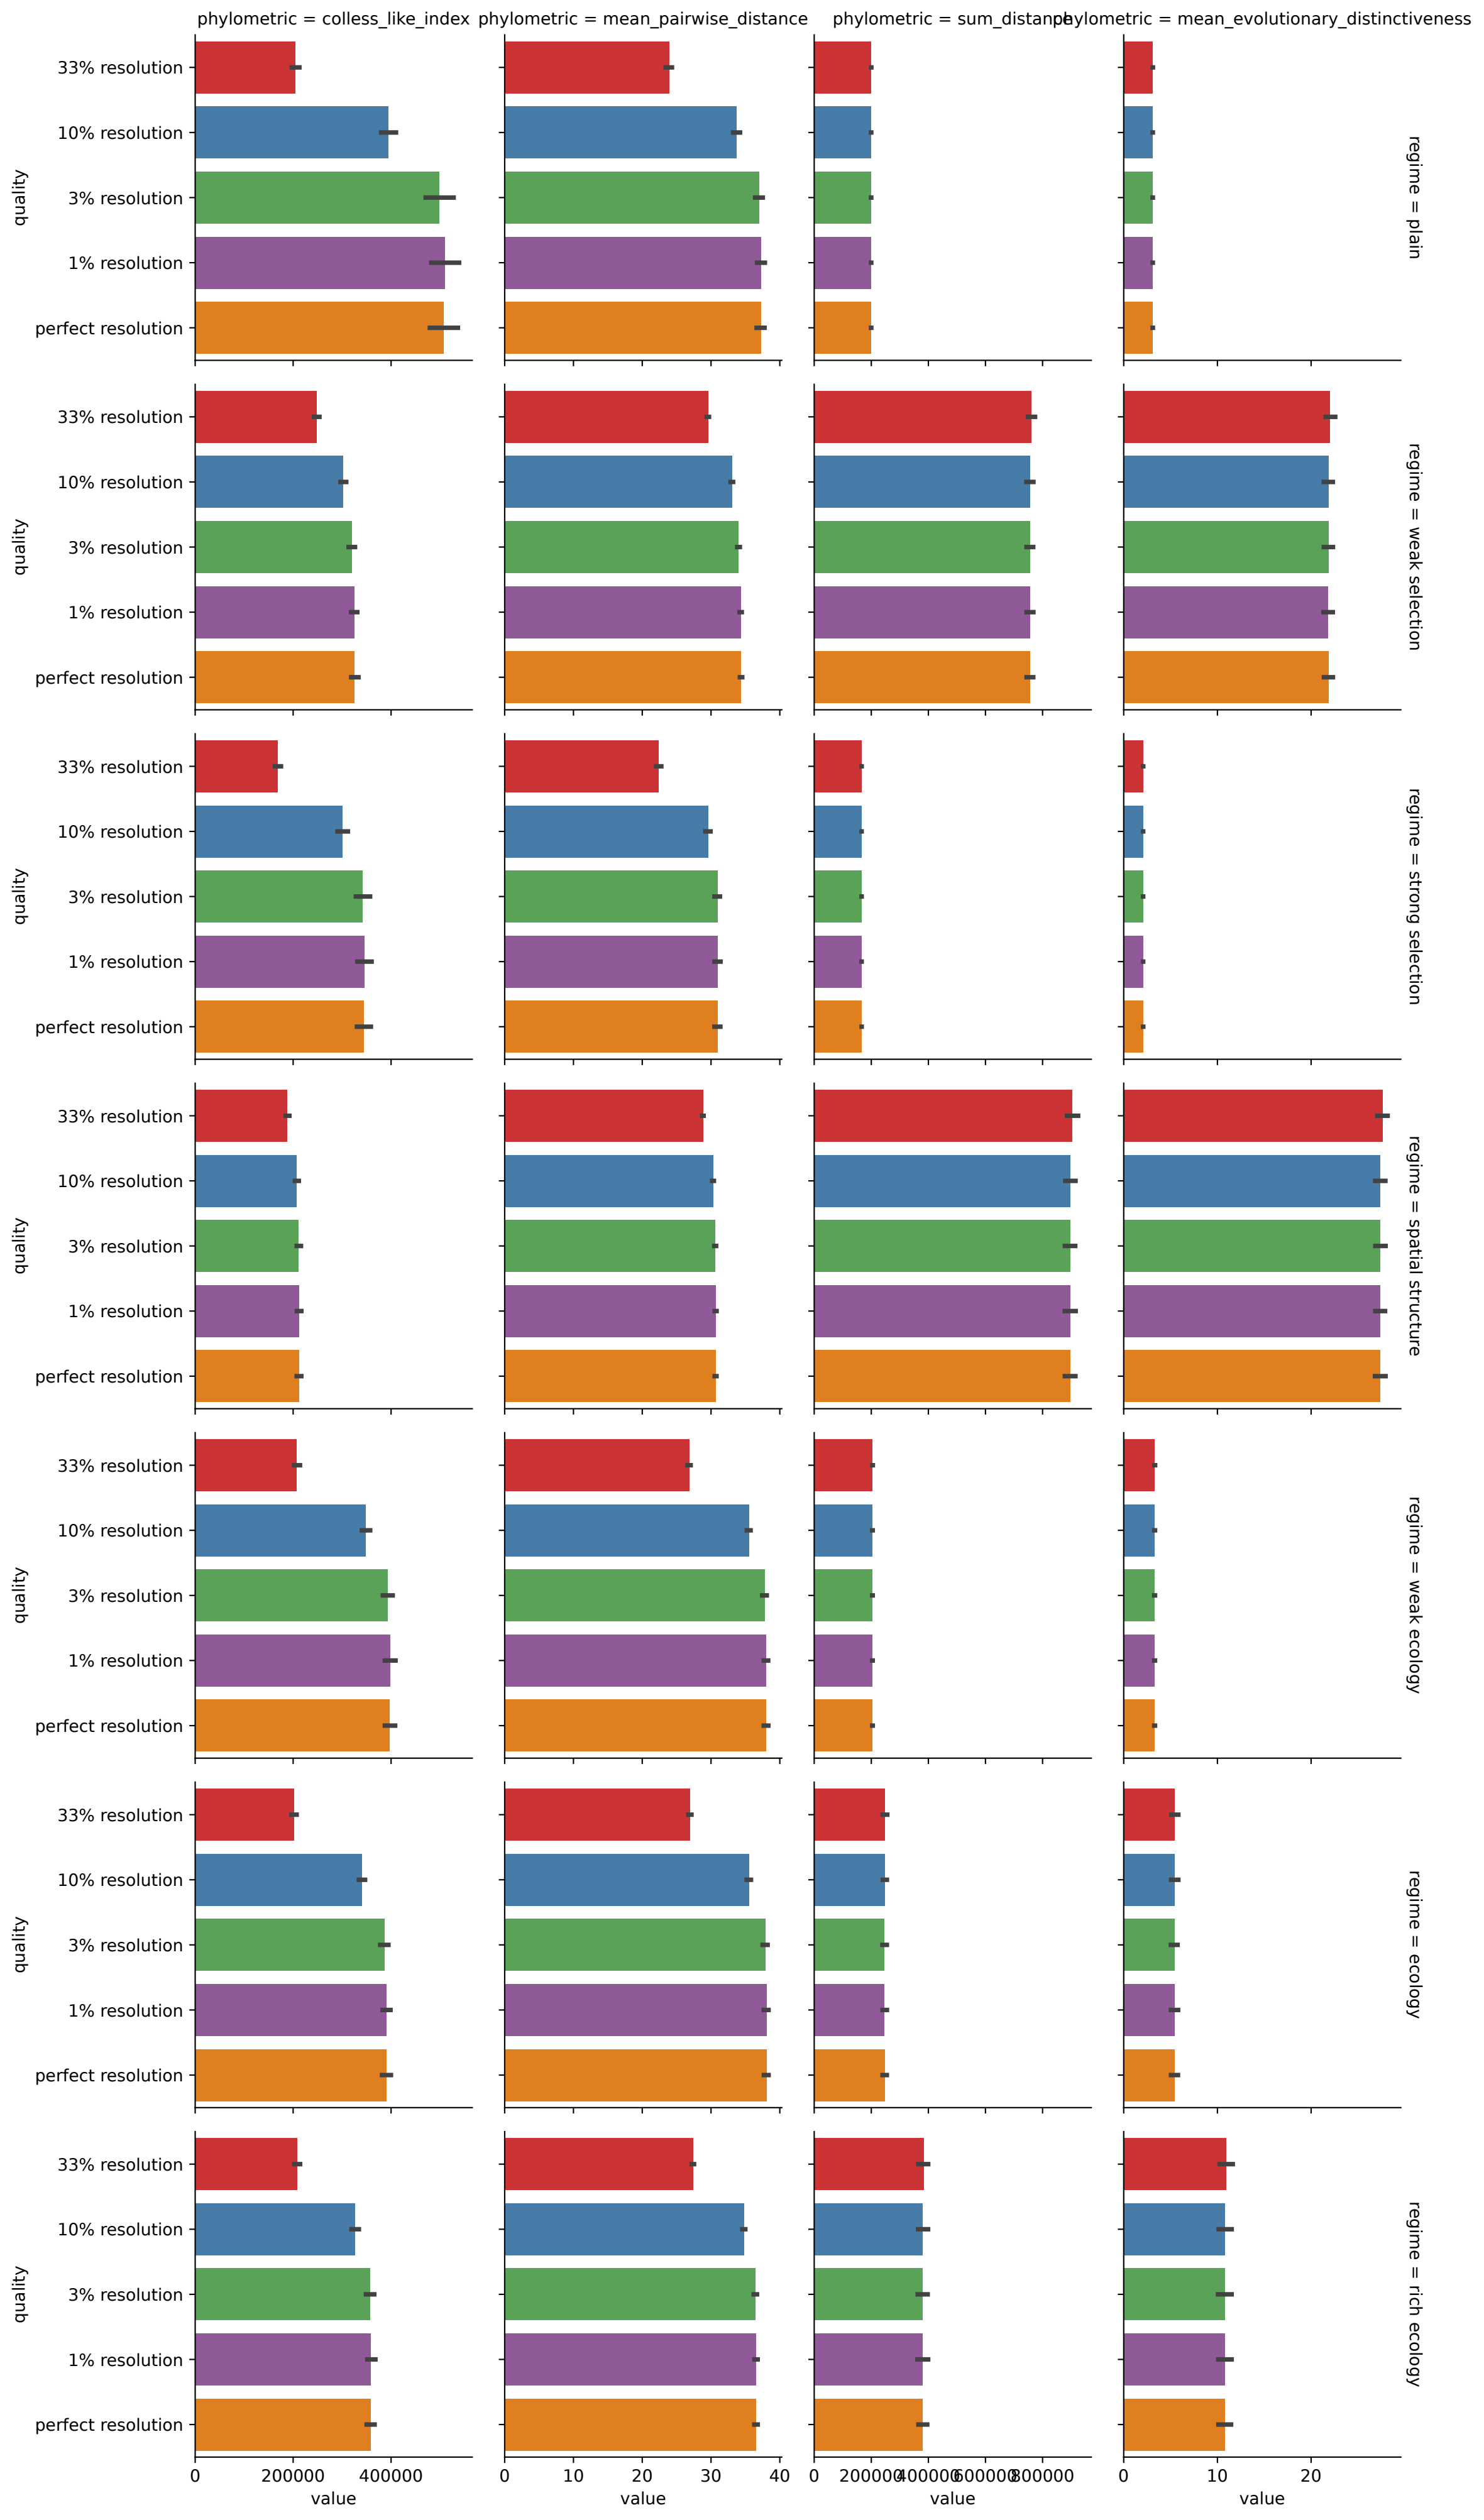 phylometric = colless_like_index
phylometric = mean_pairwise_distance
phylometric = sum_distance
phylometric = mean_evolutionary_distinctiveness
33% resolution
10% resolution
3% resolution
1% resolution
perfect resolution
quality
regime = plain
33% resolution
10% resolution
3% resolution
1% resolution
perfect resolution
quality
regime = weak selection
33% resolution
10% resolution
3% resolution
1% resolution
perfect resolution
quality
regime = strong selection
33% resolution
10% resolution
3% resolution
1% resolution
perfect resolution
quality
regime = spatial structure
33% resolution
10% resolution
3% resolution
1% resolution
perfect resolution
quality
regime = weak ecology
33% resolution
10% resolution
3% resolution
1% resolution
perfect resolution
quality
regime = ecology
33% resolution
10% resolution
3% resolution
1% resolution
perfect resolution
quality
regime = rich ecology
0 200000 400000
value
0 10 20 30 40
value
0 200000 400000 600000 800000
value
0 10 20
value